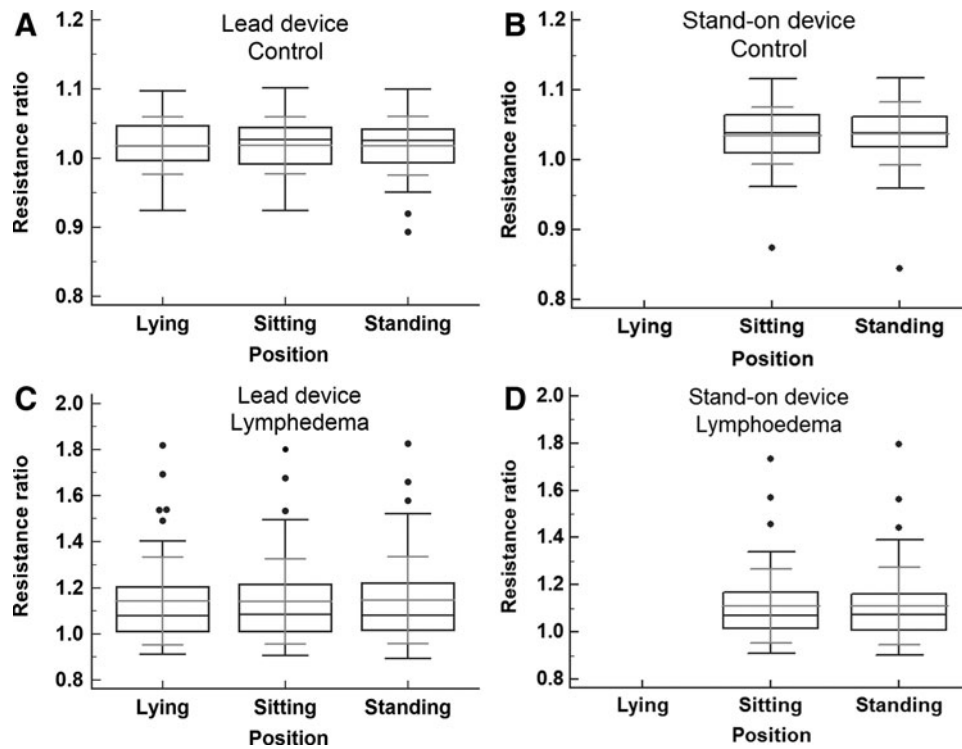 A
Lead device
Control
Resistance ratio
1.2
1.1
1.0
0.9
0.8
Lying Sitting Standing
Position
B
Stand-on device
Control
Resistance ratio
1.2
1.1
1.0
0.9
0.8
Lying Sitting Standing
Position
C
Lead device
Lymphedema
Resistance ratio
2.0
1.8
1.6
1.4
1.2
1.0
0.8
Lying Sitting Standing
Position
D
Stand-on device
Lymphoedema
Resistance ratio
2.0
1.8
1.6
1.4
1.2
1.0
0.8
Lying Sitting Standing
Position